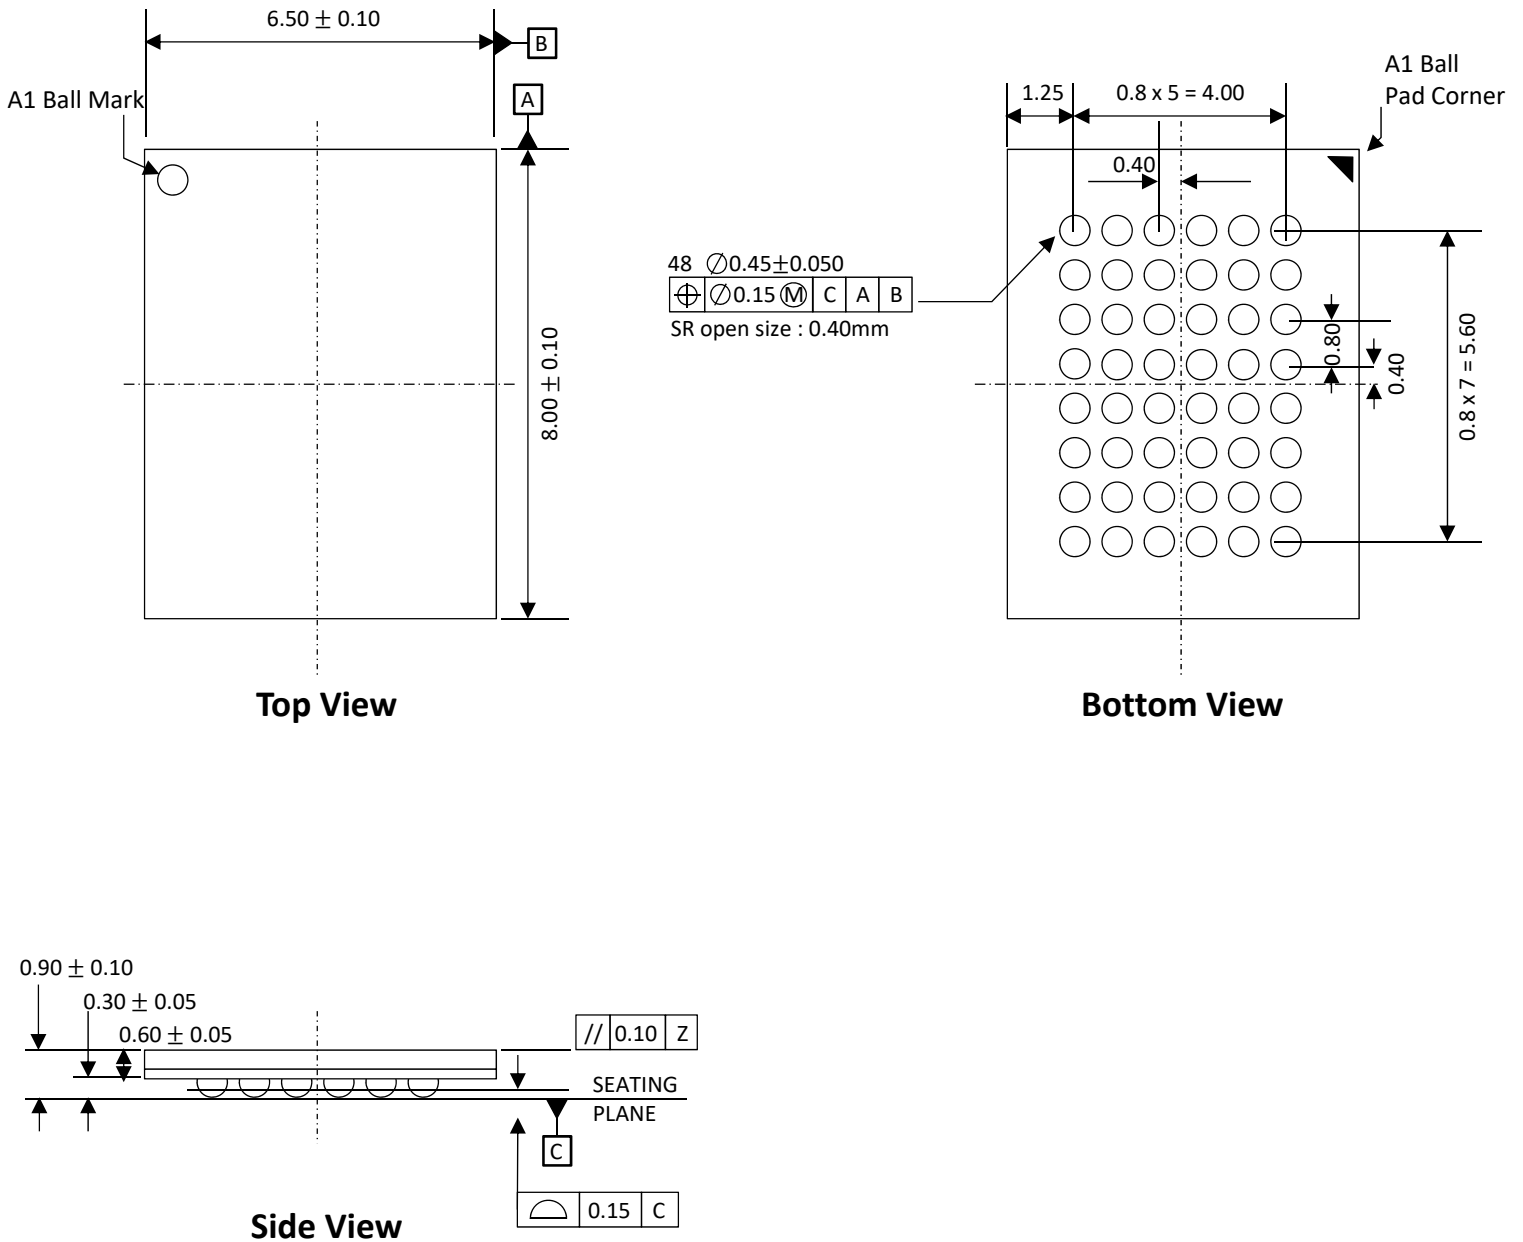 6.50 ± 0.10
B
A
A1 Ball Mark
8.00 ± 0.10
Top View
A1 Ball
Pad Corner
1.25
0.8 x 5 = 4.00
0.40
48 ∅0.45±0.050
⌖ ∅0.15 Ⓜ C A B
SR open size : 0.40mm
0.80
0.40
0.8 x 7 = 5.60
Bottom View
0.90 ± 0.10
0.30 ± 0.05
0.60 ± 0.05
// 0.10 Z
SEATING
PLANE
C
⌓ 0.15 C
Side View